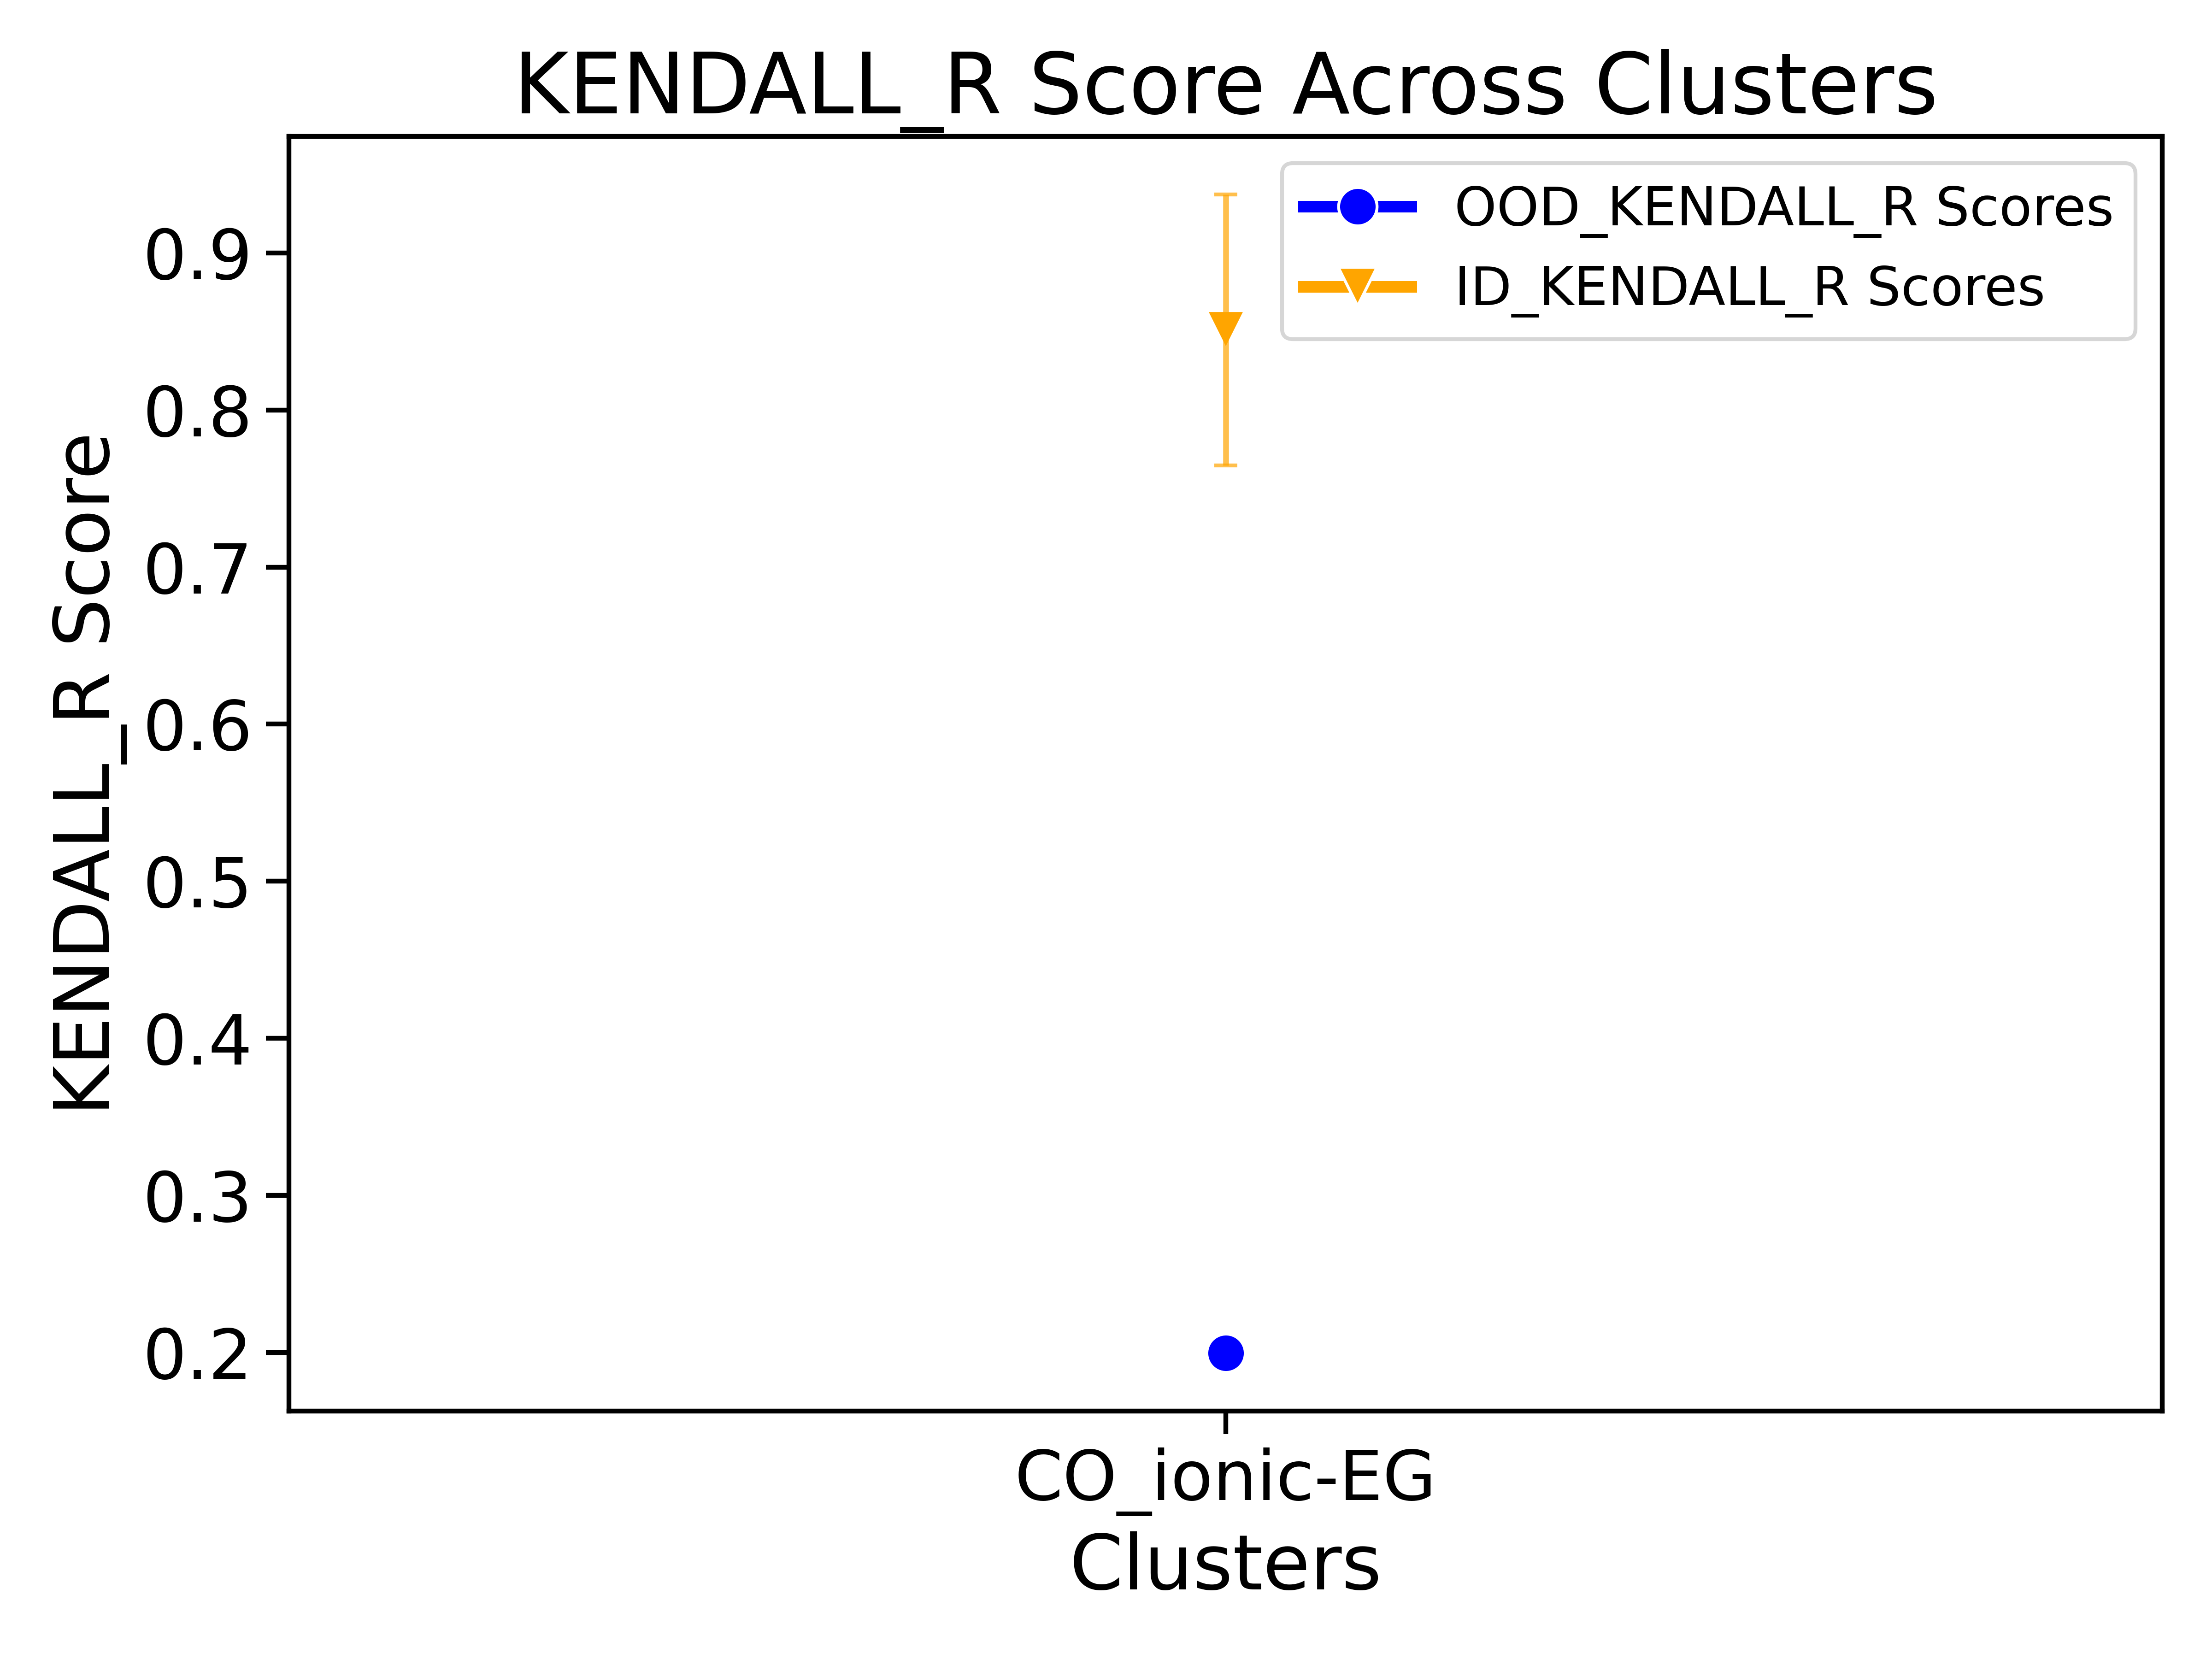 KENDALL_R Score Across Clusters
OOD_KENDALL_R Scores
ID_KENDALL_R Scores
KENDALL_R Score
0.9
0.8
0.7
0.6
0.5
0.4
0.3
0.2
CO_ionic-EG
Clusters